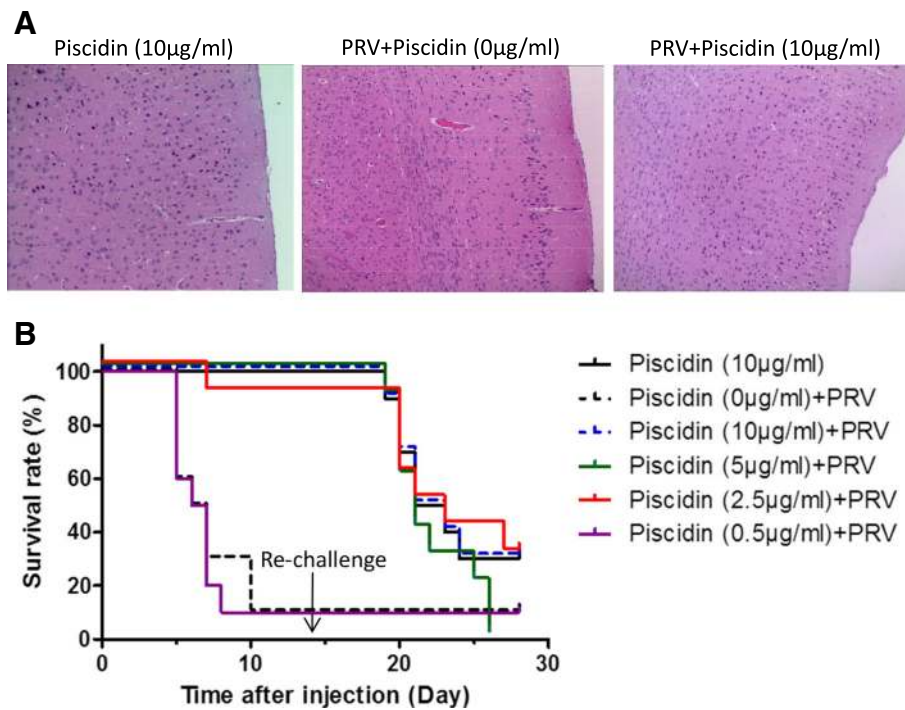 A
Piscidin (10μg/ml)
PRV+Piscidin (0μg/ml)
PRV+Piscidin (10μg/ml)
B
Survival rate (%)
100
80
60
40
20
0
Re-challenge
0
10
20
30
Time after injection (Day)
Piscidin (10μg/ml)
Piscidin (0μg/ml)+PRV
Piscidin (10μg/ml)+PRV
Piscidin (5μg/ml)+PRV
Piscidin (2.5μg/ml)+PRV
Piscidin (0.5μg/ml)+PRV